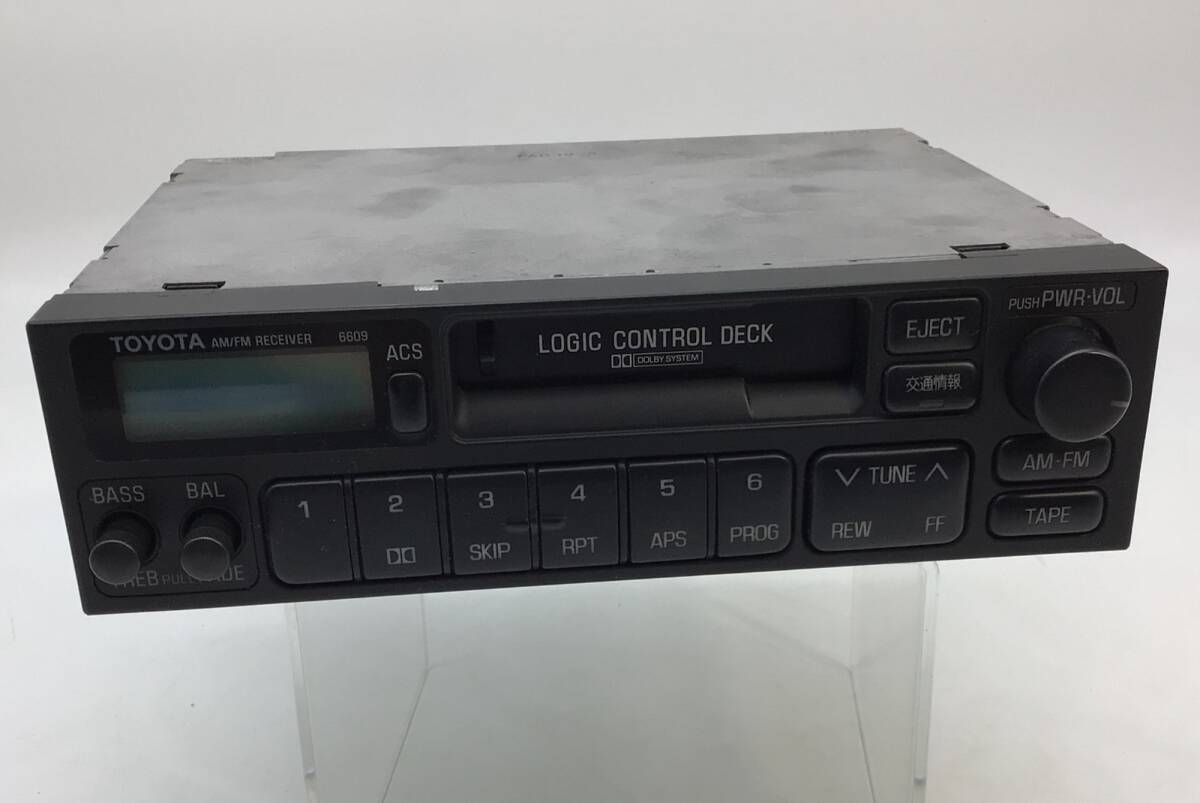 TOYOTA AM/FM RECEIVER 6609
ACS
LOGIC CONTROL DECK
DOLBY SYSTEM
EJECT
交通情報
PUSH PWR·VOL
AM-FM
TAPE
BASS
BAL
PULL
1
2
3
SKIP
4
RPT
5
APS
6
PROG
TUNE
REW
FF